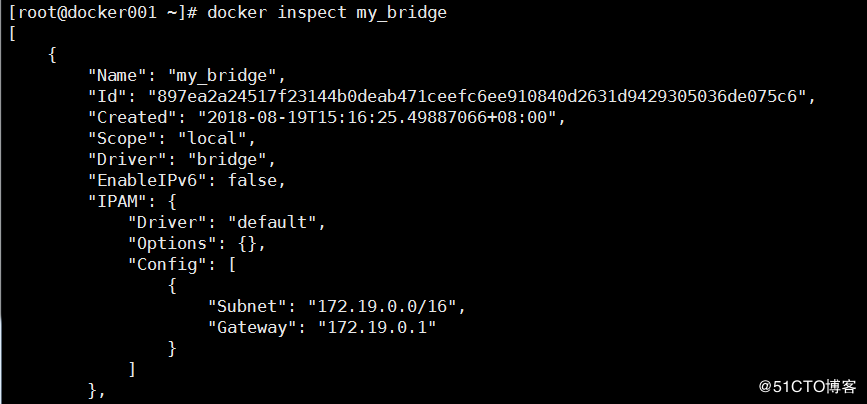 [root@docker001 ~]# docker inspect my_bridge
[
    {
        "Name": "my_bridge",
        "Id": "897ea2a24517f23144b0deab471ceefc6ee910840d2631d9429305036de075c6",
        "Created": "2018-08-19T15:16:25.49887066+08:00",
        "Scope": "local",
        "Driver": "bridge",
        "EnableIPv6": false,
        "IPAM": {
            "Driver": "default",
            "Options": {},
            "Config": [
                {
                    "Subnet": "172.19.0.0/16",
                    "Gateway": "172.19.0.1"
                }
            ]
        },
@51CTO博客